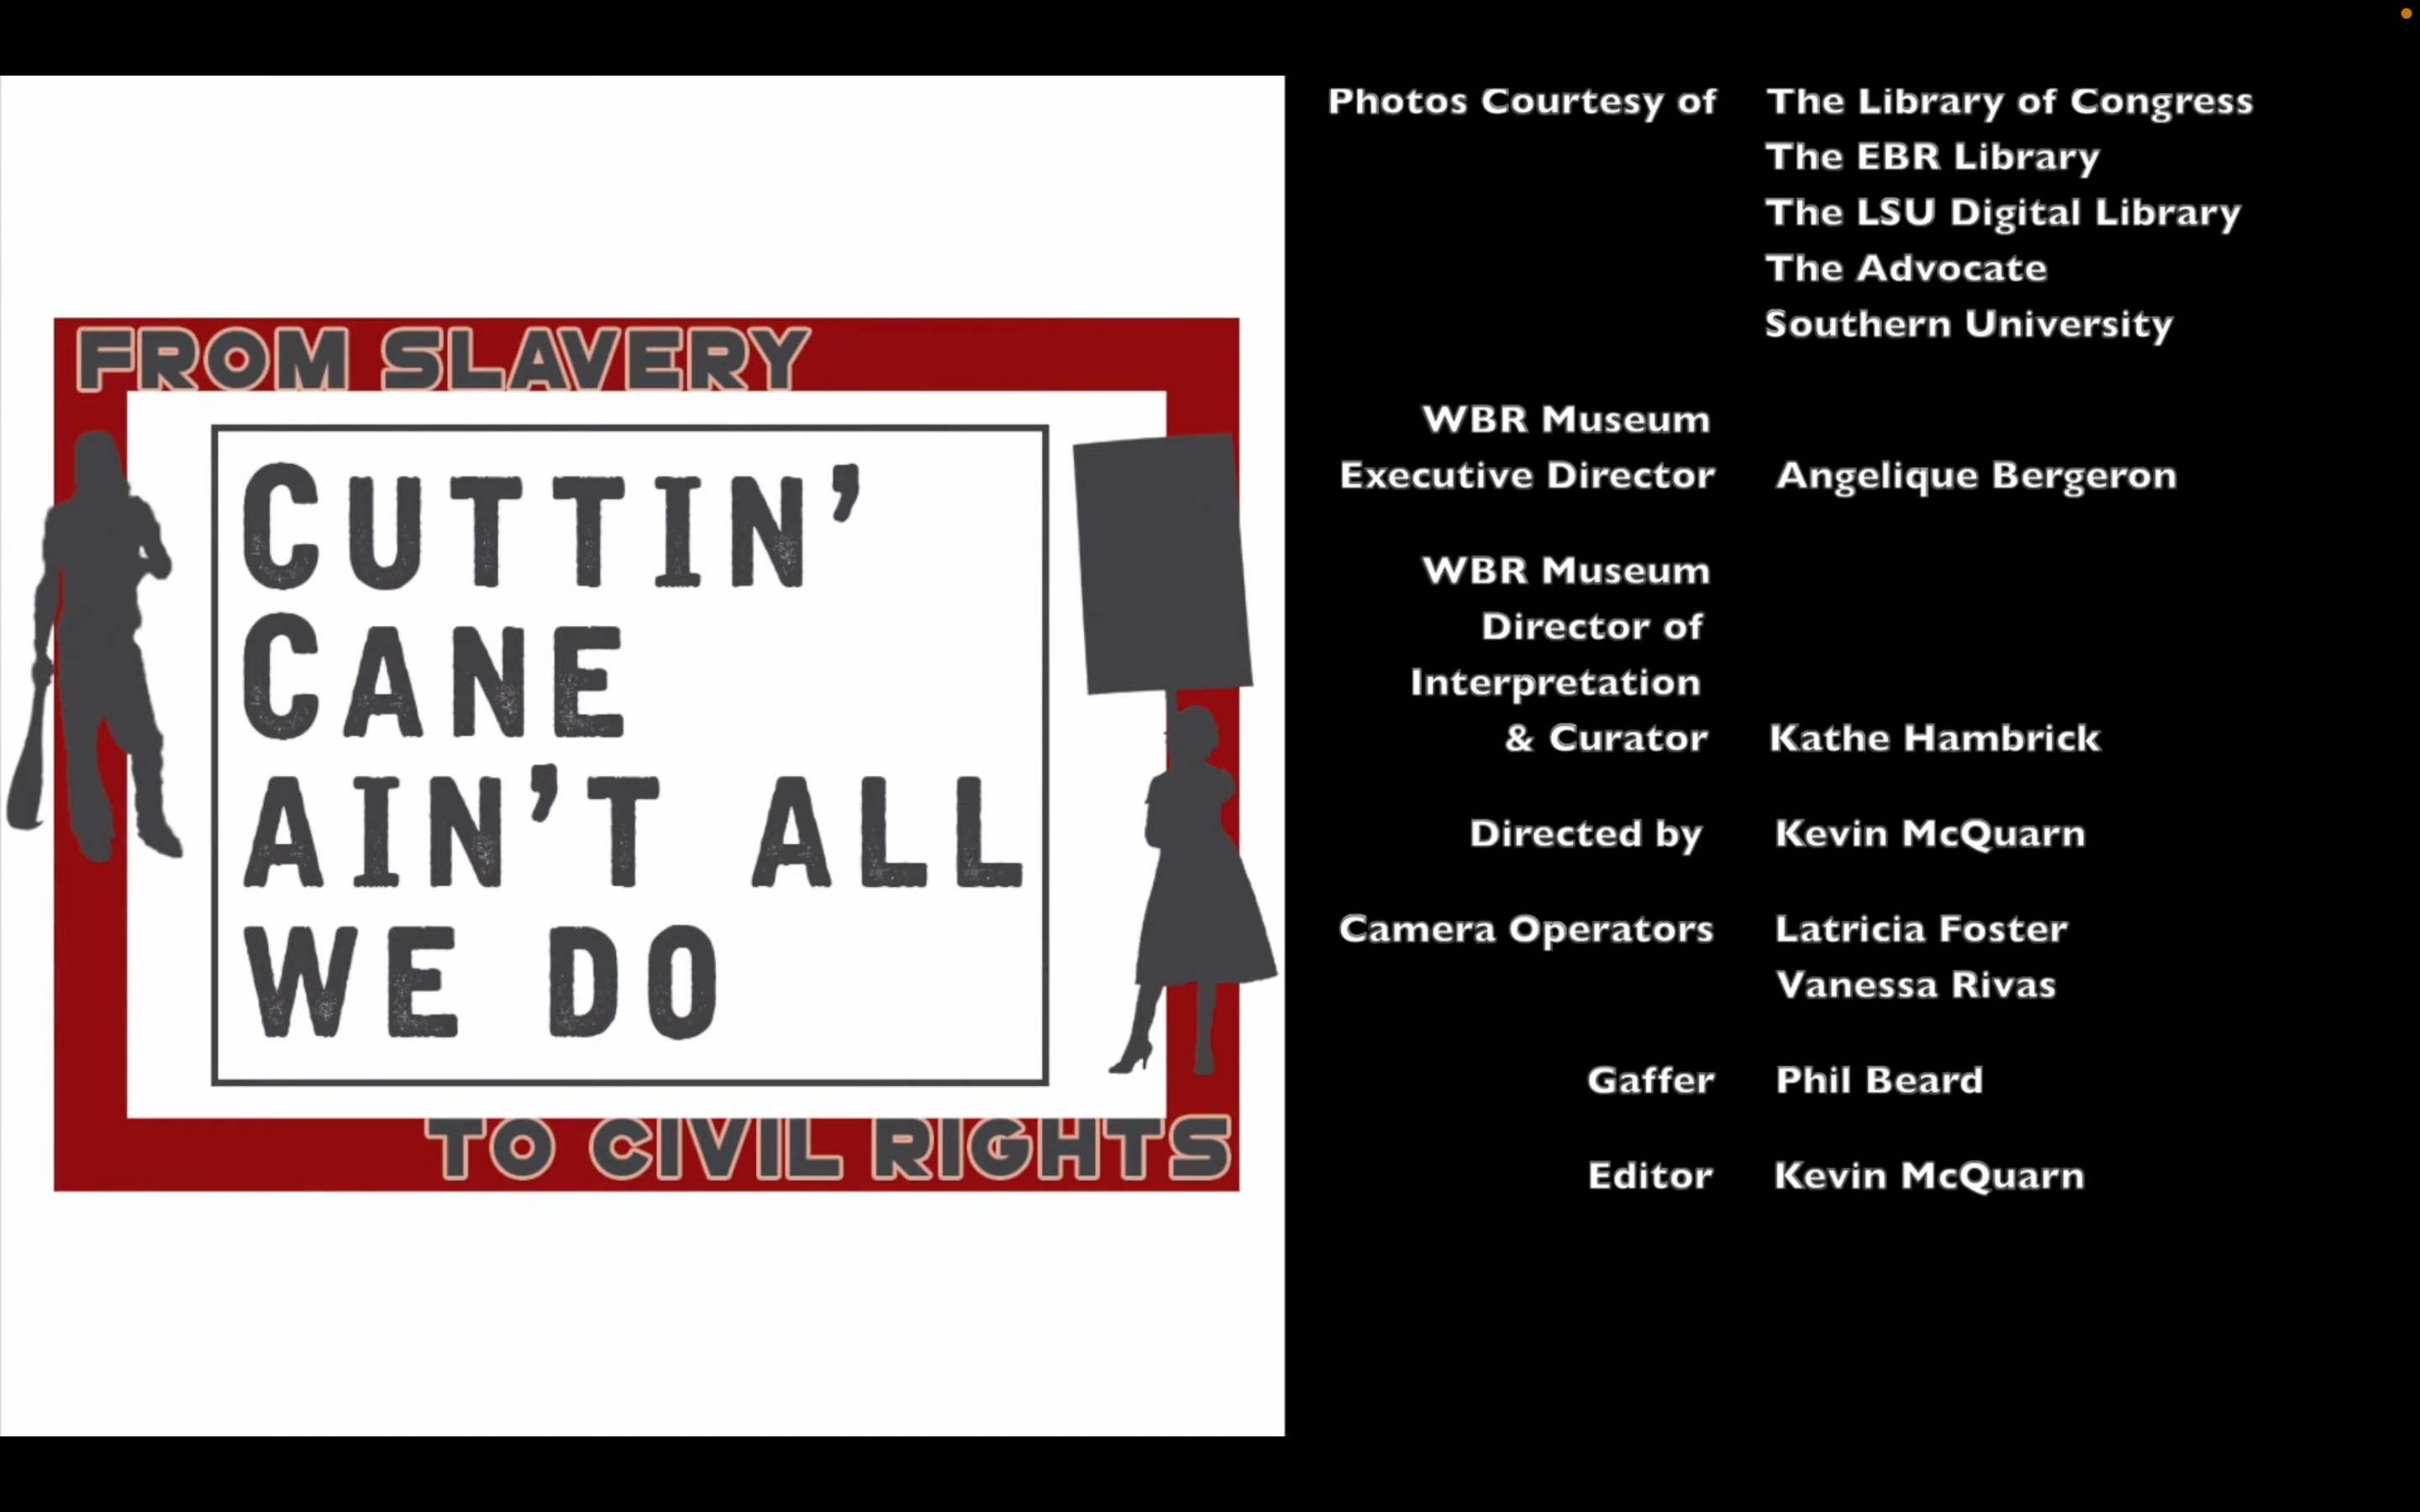 FROM SLAVERY
CUTTIN'
CANE
AIN'T ALL
WE DO
TO CIVIL RIGHTS
Photos Courtesy of The Library of Congress
The EBR Library
The LSU Digital Library
The Advocate
Southern University
WBR Museum
Executive Director Angelique Bergeron
WBR Museum
Director of
Interpretation
& Curator Kathe Hambrick
Directed by Kevin McQuarn
Camera Operators Latricia Foster
Vanessa Rivas
Gaffer Phil Beard
Editor Kevin McQuarn